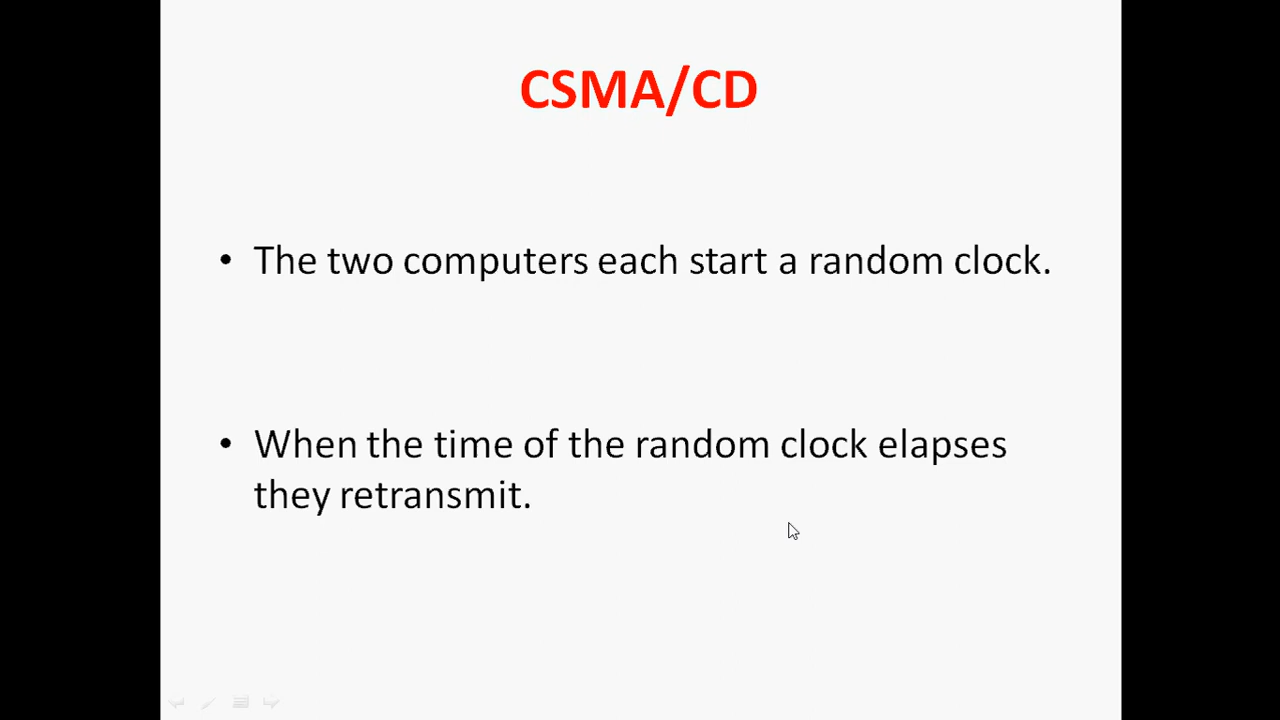 CSMA/CD
• The two computers each start a random clock.
• When the time of the random clock elapses
they retransmit.